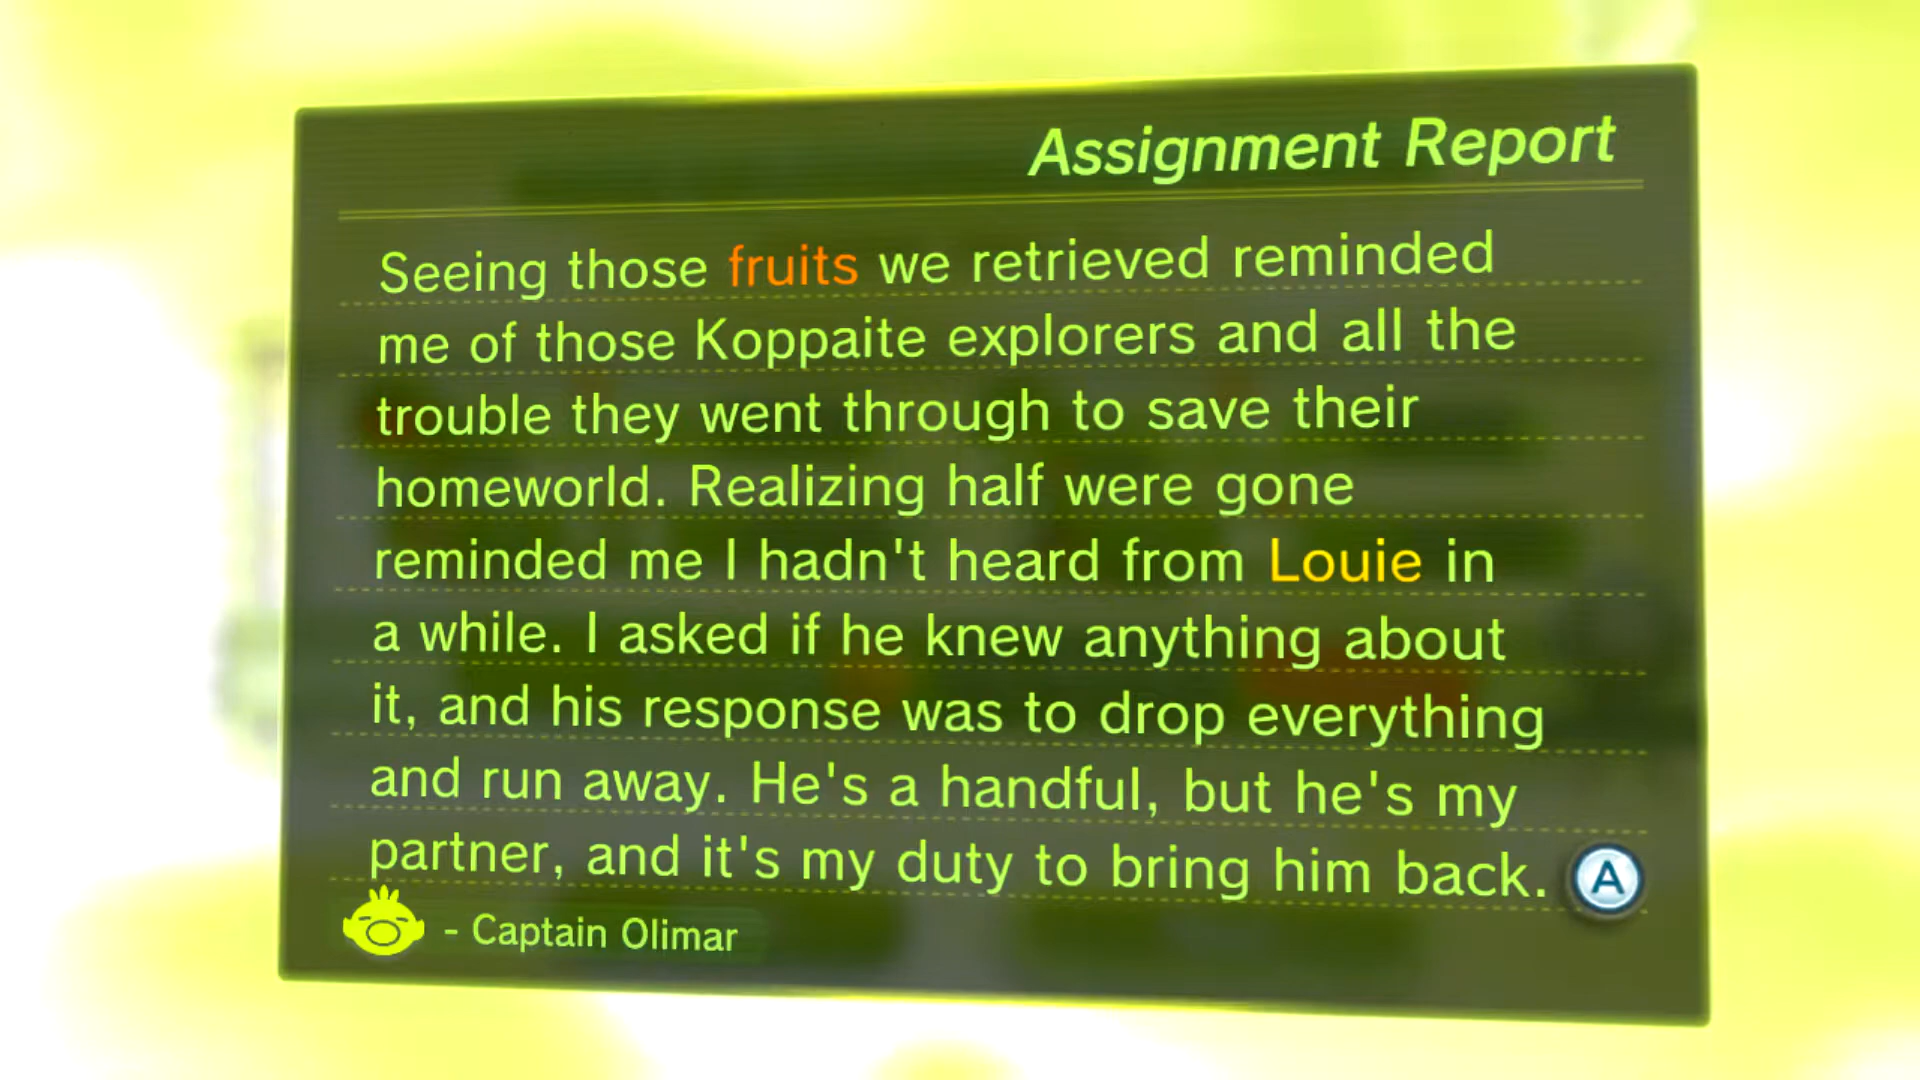 Assignment Report
Seeing those fruits we retrieved reminded
me of those Koppaite explorers and all the
trouble they went through to save their
homeworld. Realizing half were gone
reminded me I hadn't heard from Louie in
a while. I asked if he knew anything about
it, and his response was to drop everything
and run away. He's a handful, but he's my
partner, and it's my duty to bring him back.
A
- Captain Olimar